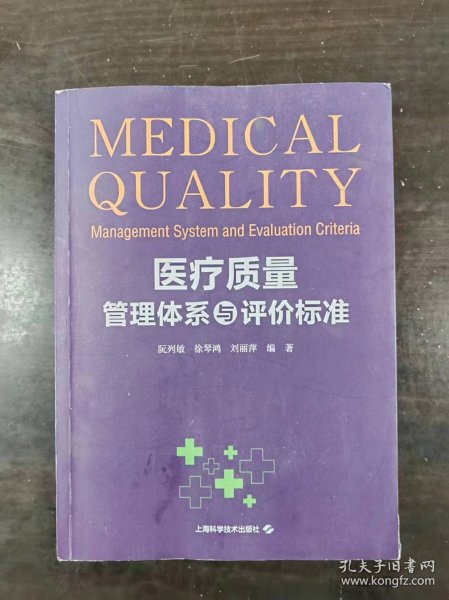 MEDICAL
QUALITY
Management System and Evaluation Criteria
医疗质量
管理体系与评价标准
阮列敏 徐琴鸿 刘丽萍 编 著
上海科学技术出版社
孔夫子旧书网
www.kongfz.com